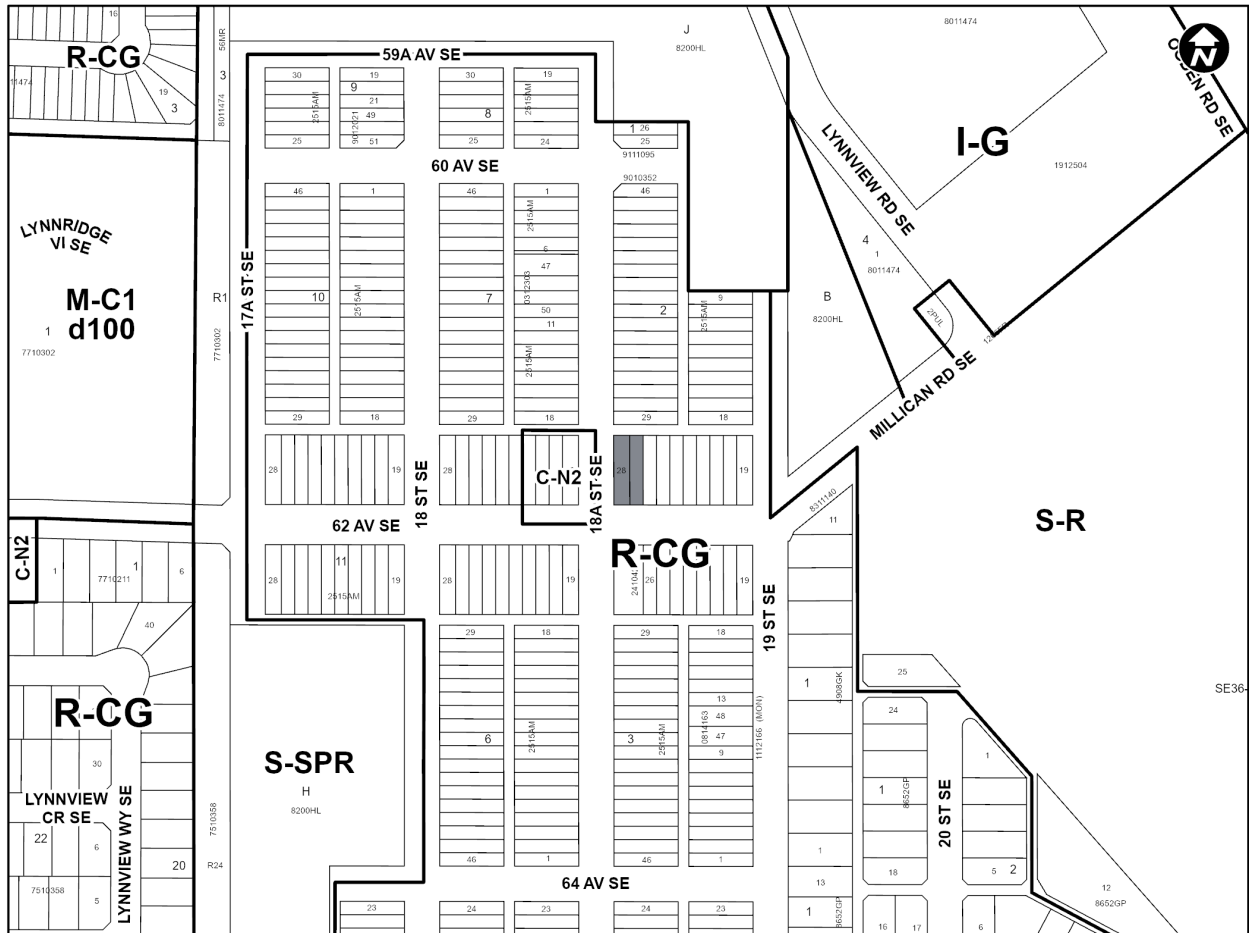 16
R-CG
11474
19
3
56MR
3
8011474
59A AV SE
J
8200HL
8011474
N
OGDEN RD SE
I-G
1912504
LYNNVIEW RD SE
30
19
30
19
9
21
49
8
2515AM
9012021
2515AM
25
51
25
24
1
26
25
9111095
60 AV SE
9010352
46
1
46
1
46
2515AM
6
47
0312303
50
11
2515AM
10
2515AM
7
2
9
2515AM
29
18
29
18
29
18
17A ST SE
LYNNRIDGE
VI SE
M-C1
d100
1
7710302
R1
7710302
4
1
8011474
B
8200HL
2PUL
MILLICAN RD SE
28
19
28
C-N2
28
19
18 ST SE
18A ST SE
62 AV SE
R-CG
8311140
11
S-R
C-N2
1
7710211
1
6
28
11
2515AM
19
28
19
26
19
19 ST SE
40
R-CG
30
LYNNVIEW
CR SE
22
6
7510358
5
LYNNVIEW WY SE
20
7510358
R24
S-SPR
H
8200HL
29
18
29
18
6
2515AM
3
2515AM
13
48
47
9
0814163
1112166 (MON)
46
1
46
1
64 AV SE
23
24
23
24
23
1
4908GK
1
13
1
8652GP
25
24
1
8652GP
18
20 ST SE
1
5
2
16
17
6
12
8652GP
SE36-